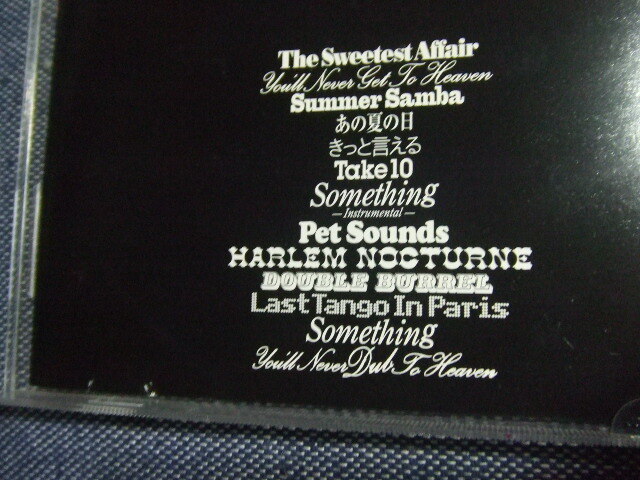 The Sweetest Affair
You'll Never Get To Heaven
Summer Samba
あの夏の日
きっと言える
Take 10
Something
—Instrumental—
Pet Sounds
HARLEM NOCTURNE
DOUBLE BURREL
Last Tango In Paris
Something
You'll Never Dub To Heaven